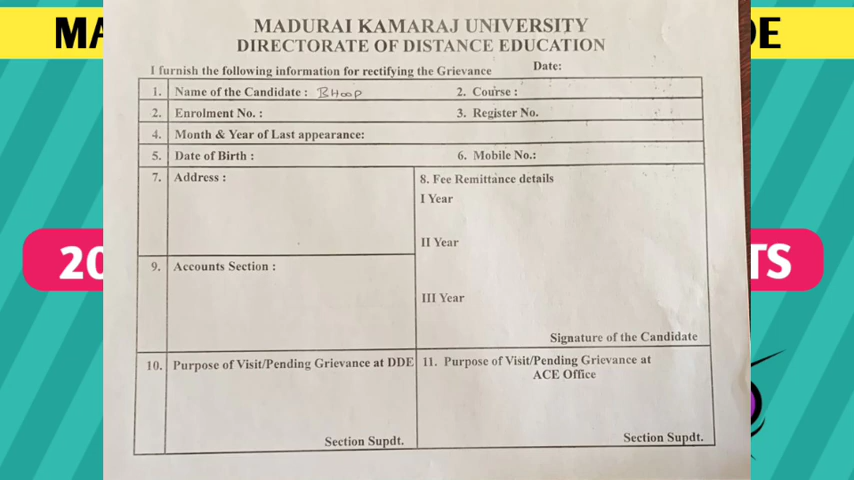 MA
DE
20
TS
MADURAI KAMARAJ UNIVERSITY
DIRECTORATE OF DISTANCE EDUCATION
I furnish the following information for rectifying the Grievance Date:
1. Name of the Candidate : BHOOP 2. Course :
2. Enrolment No. : 3. Register No.
4. Month & Year of Last appearance:
5. Date of Birth : 6. Mobile No.:
7. Address : 8. Fee Remittance details
I Year
II Year
9. Accounts Section :
III Year
Signature of the Candidate
10. Purpose of Visit/Pending Grievance at DDE 11. Purpose of Visit/Pending Grievance at
ACE Office
Section Supdt. Section Supdt.